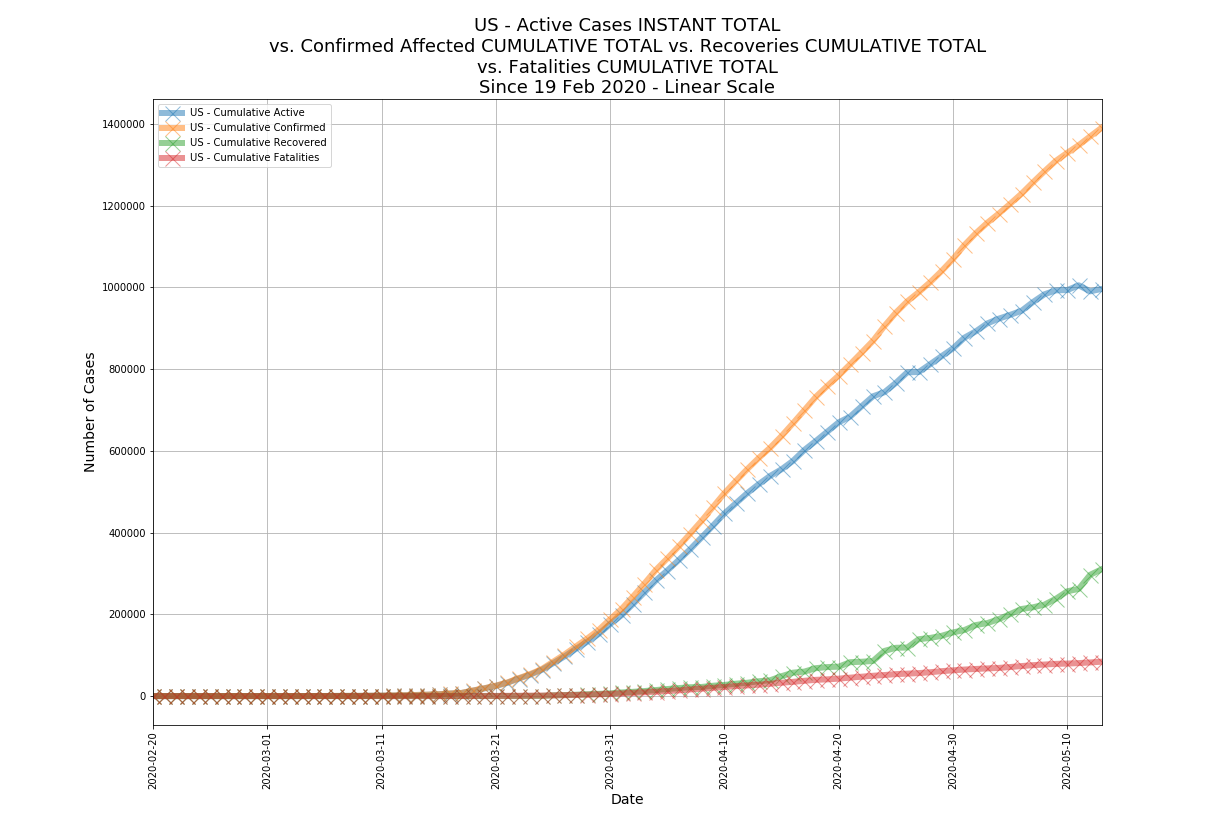 US - Active Cases INSTANT TOTAL
vs. Confirmed Affected CUMULATIVE TOTAL vs. Recoveries CUMULATIVE TOTAL
vs. Fatalities CUMULATIVE TOTAL
Since 19 Feb 2020 - Linear Scale
US - Cumulative Active
US - Cumulative Confirmed
US - Cumulative Recovered
US - Cumulative Fatalities
Number of Cases
1400000
1200000
1000000
800000
600000
400000
200000
0
2020-02-20
2020-03-01
2020-03-11
2020-03-21
2020-03-31
2020-04-10
2020-04-20
2020-04-30
2020-05-10
Date